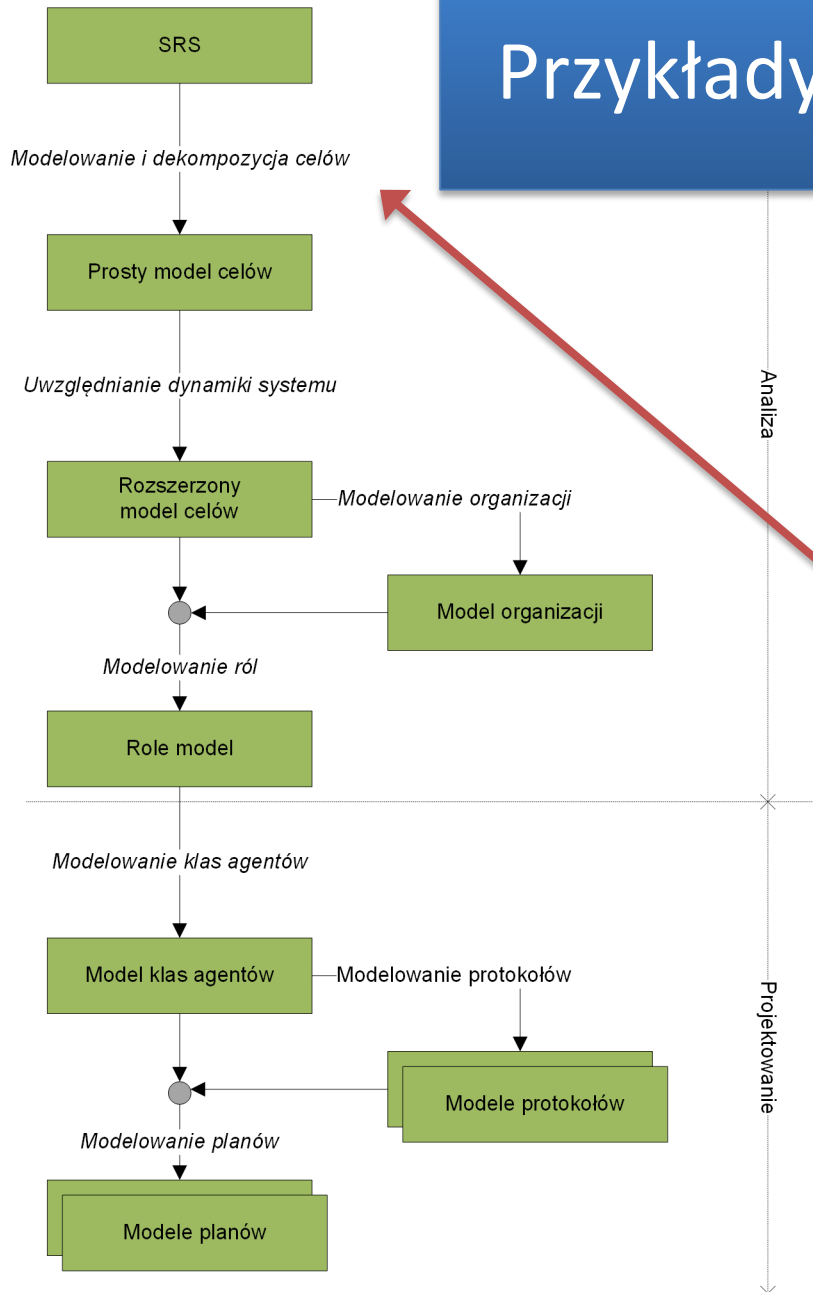 SRS
Przykłady
Modelowanie i dekompozycja celów
Prosty model celów
Uwzględnianie dynamiki systemu
Analiza
Rozszerzony
model celów
Modelowanie organizacji
Model organizacji
Modelowanie ról
Role model
Modelowanie klas agentów
Model klas agentów
Modelowanie protokołów
Projektowanie
Modele protokołów
Modelowanie planów
Modele planów